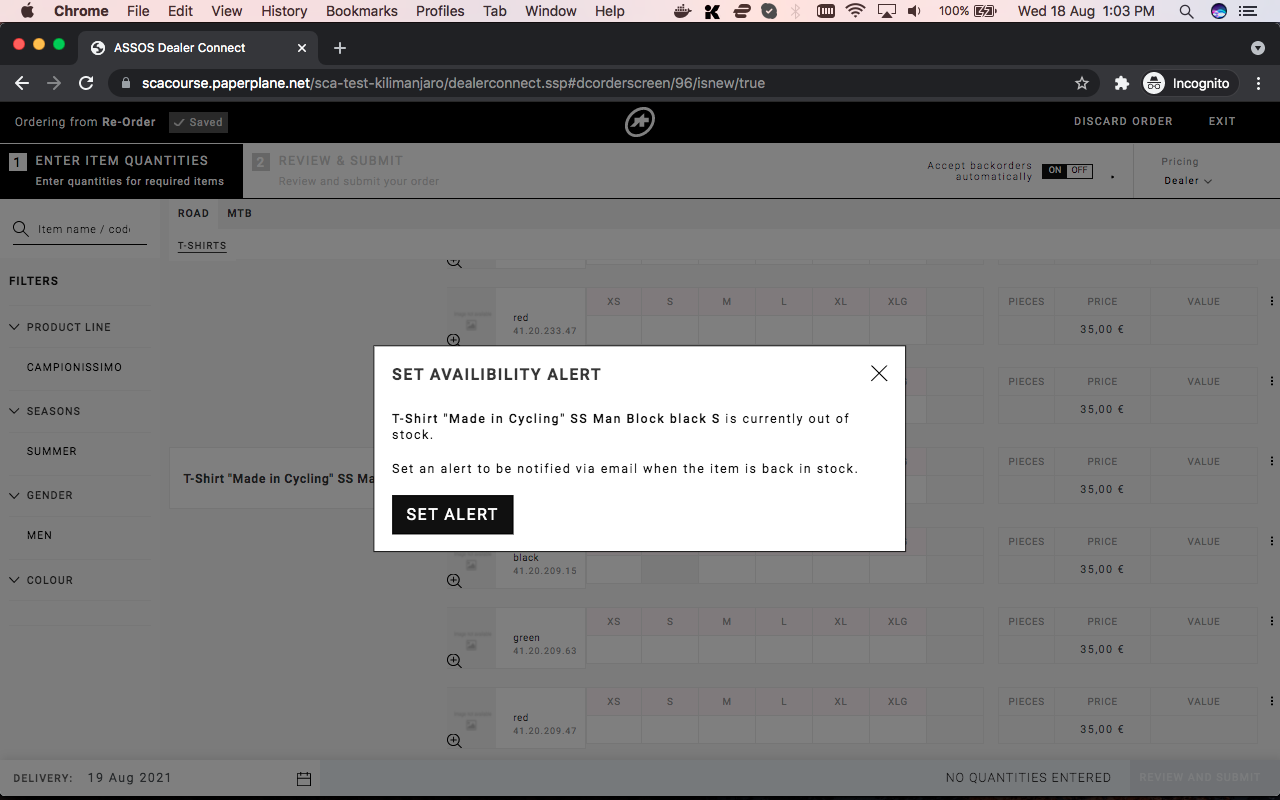 Chrome File Edit View History Bookmarks Profiles Tab Window Help 100% Wed 18 Aug 1:03 PM
ASSOS Dealer Connect
scacourse.paperplane.net/sca-test-kilimanjaro/dealerconnect.ssp#dcorderscreen/96/isnew/true Incognito
Ordering from Re-Order Saved DISCARD ORDER EXIT
1 ENTER ITEM QUANTITIES 2 REVIEW & SUBMIT
Enter quantities for required items Review and submit your order
Accept backorders automatically ON OFF Pricing Dealer
ROAD MTB
Item name / code
T-SHIRTS
FILTERS
PRODUCT LINE
CAMPIONISSIMO
SEASONS
SUMMER
GENDER
MEN
COLOUR
XS S M L XL XLG PIECES PRICE VALUE
red
41.20.233.47 35,00 €
PIECES PRICE VALUE
35,00 €
PIECES PRICE VALUE
T-Shirt "Made in Cycling" SS Ma
35,00 €
SET AVAILIBILITY ALERT
T-Shirt "Made in Cycling" SS Man Block black S is currently out of
stock.
Set an alert to be notified via email when the item is back in stock.
SET ALERT
PIECES PRICE VALUE
black
41.20.209.15 35,00 €
XS S M L XL XLG PIECES PRICE VALUE
green
41.20.209.63 35,00 €
XS S M L XL XLG PIECES PRICE VALUE
red
41.20.209.47 35,00 €
DELIVERY: 19 Aug 2021 NO QUANTITIES ENTERED REVIEW AND SUBMIT